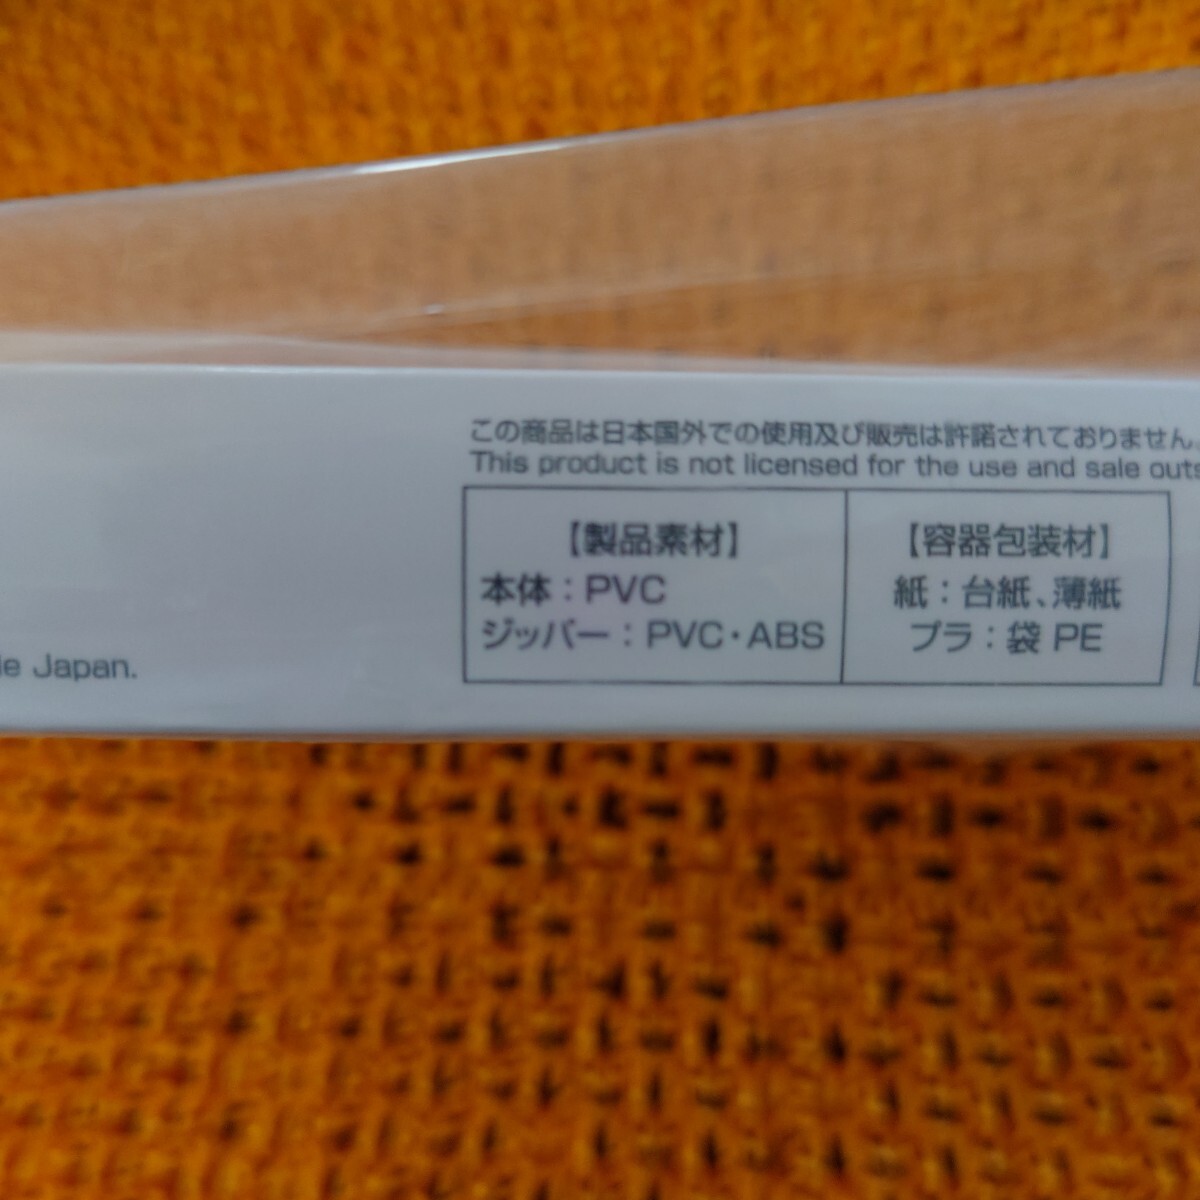 この商品は日本国外での使用及び販売は許諾されておりません。
This product is not licensed for the use and sale
【製品素材】
本体：PVC
ジッパー：PVC・ABS
【容器包装材】
紙：台紙、薄紙
プラ：袋 PE
Japan.